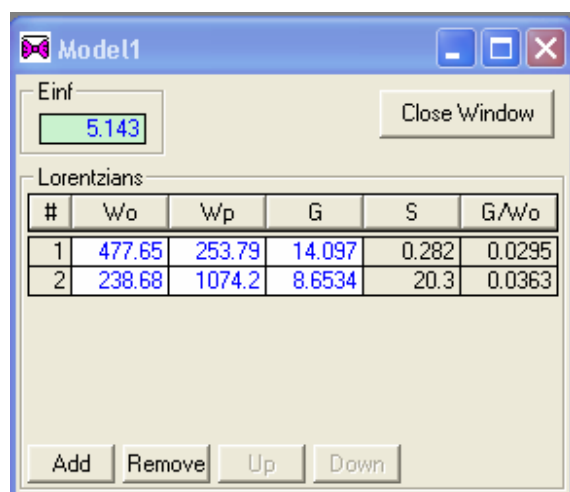 Model1
Einf
5.143
Close Window
Lorentzians
# Wo Wp G S G/Wo
1 477.65 253.79 14.097 0.282 0.0295
2 238.68 1074.2 8.6534 20.3 0.0363
Add Remove Up Down